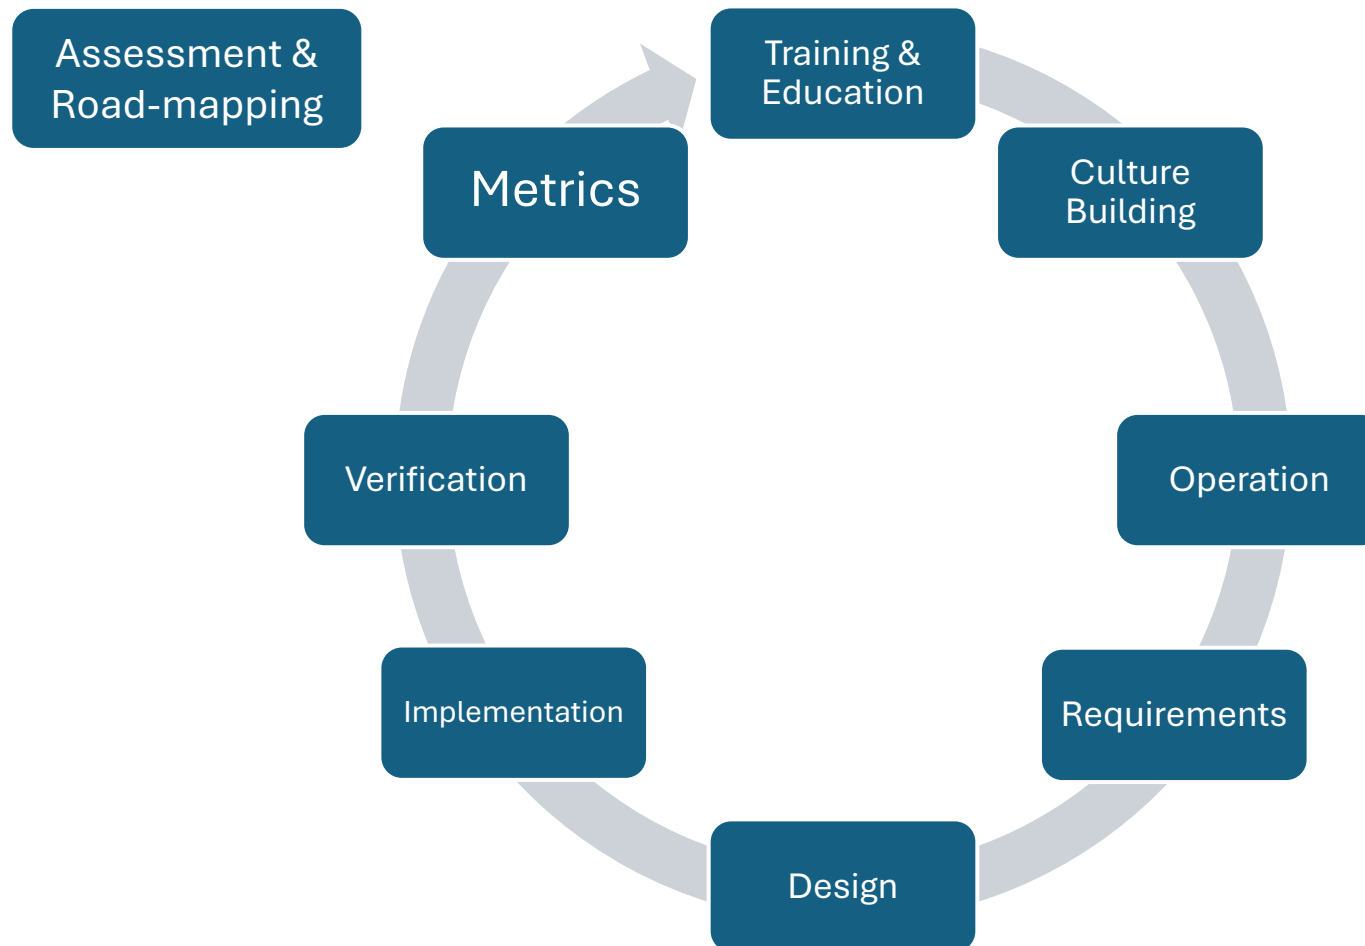 Assessment &
Road-mapping
Training &
Education
Culture
Building
Operation
Requirements
Design
Implementation
Verification
Metrics